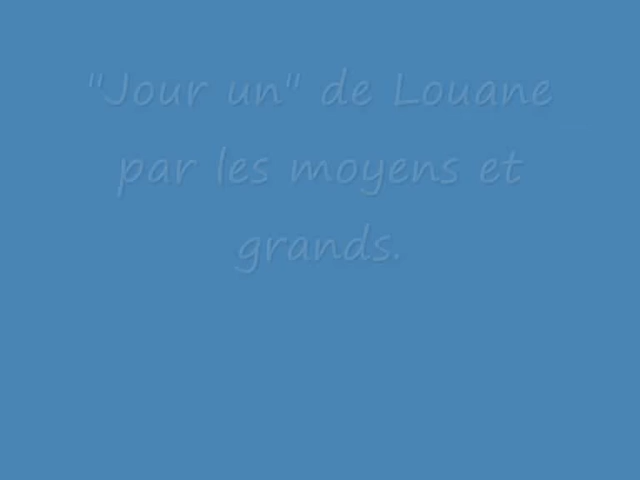 "Jour un" de Louane
par les moyens et
grands.